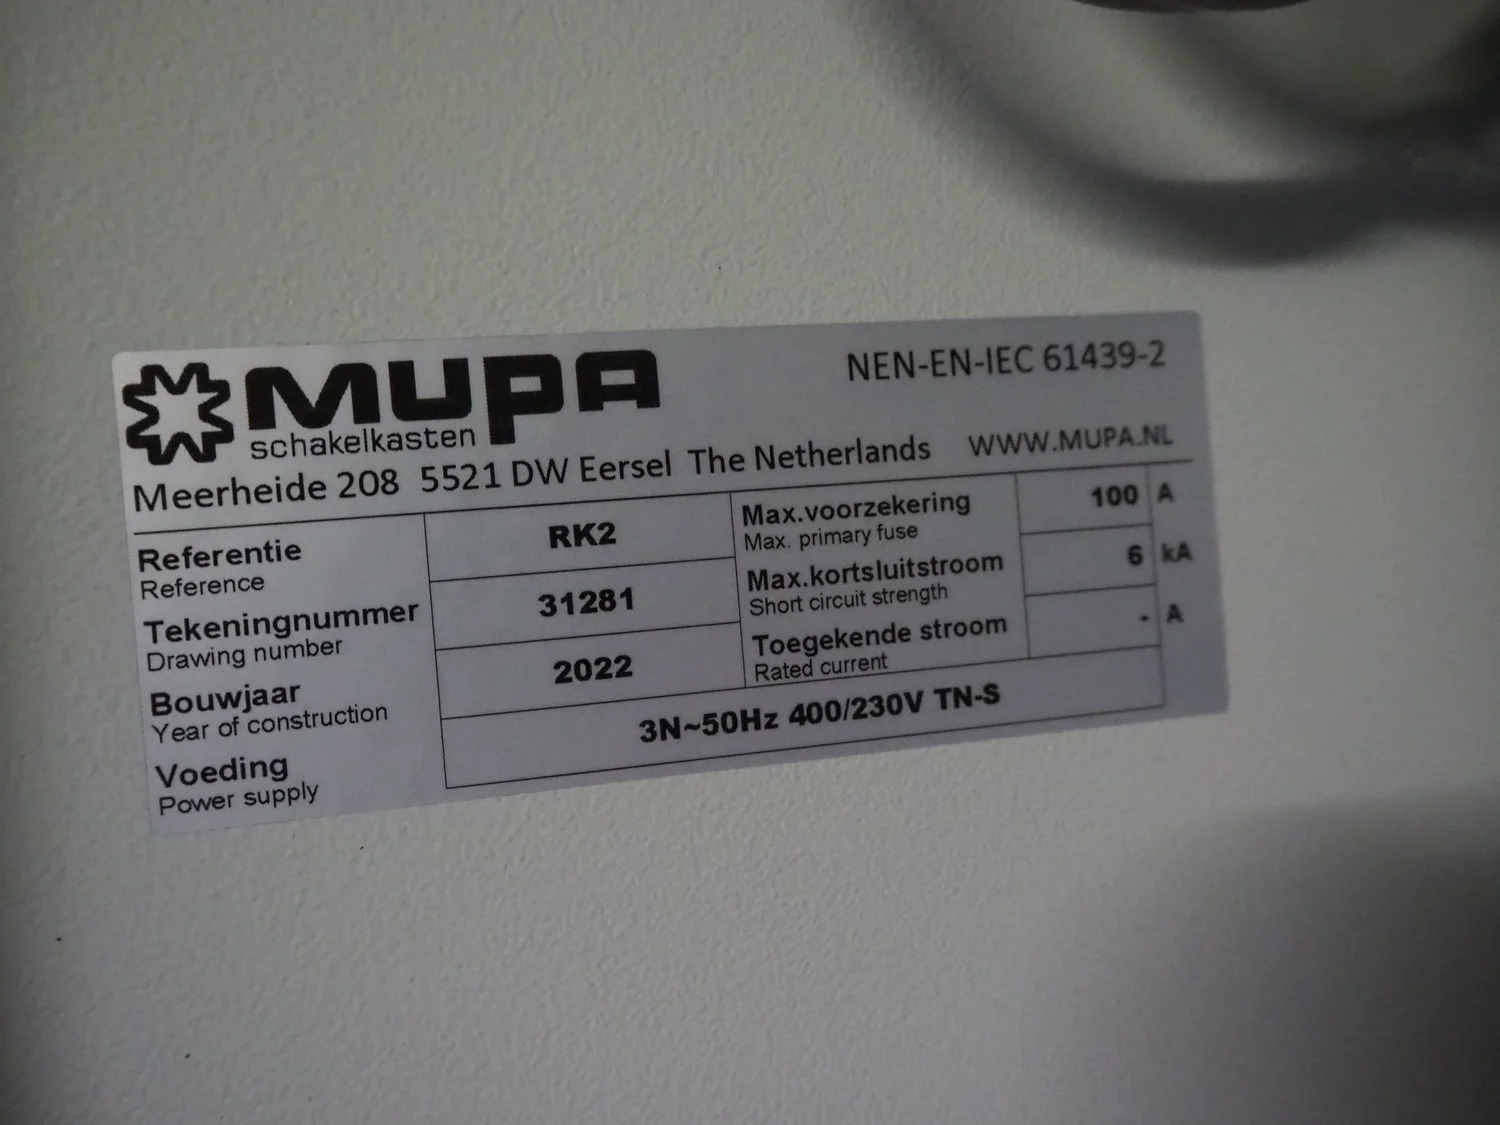 MUPA
schakelkasten
NEN-EN-IEC 61439-2
Meerheide 208 5521 DW Eersel The Netherlands WWW.MUPA.NL
Referentie
Reference
RK2
Tekeningnummer
Drawing number
31281
Bouwjaar
Year of construction
2022
Voeding
Power supply
3N~50Hz 400/230V TN-S
Max.voorzekering
Max. primary fuse
100 A
Max.kortsluitstroom
Short circuit strength
6 kA
Toegekende stroom
Rated current
- A